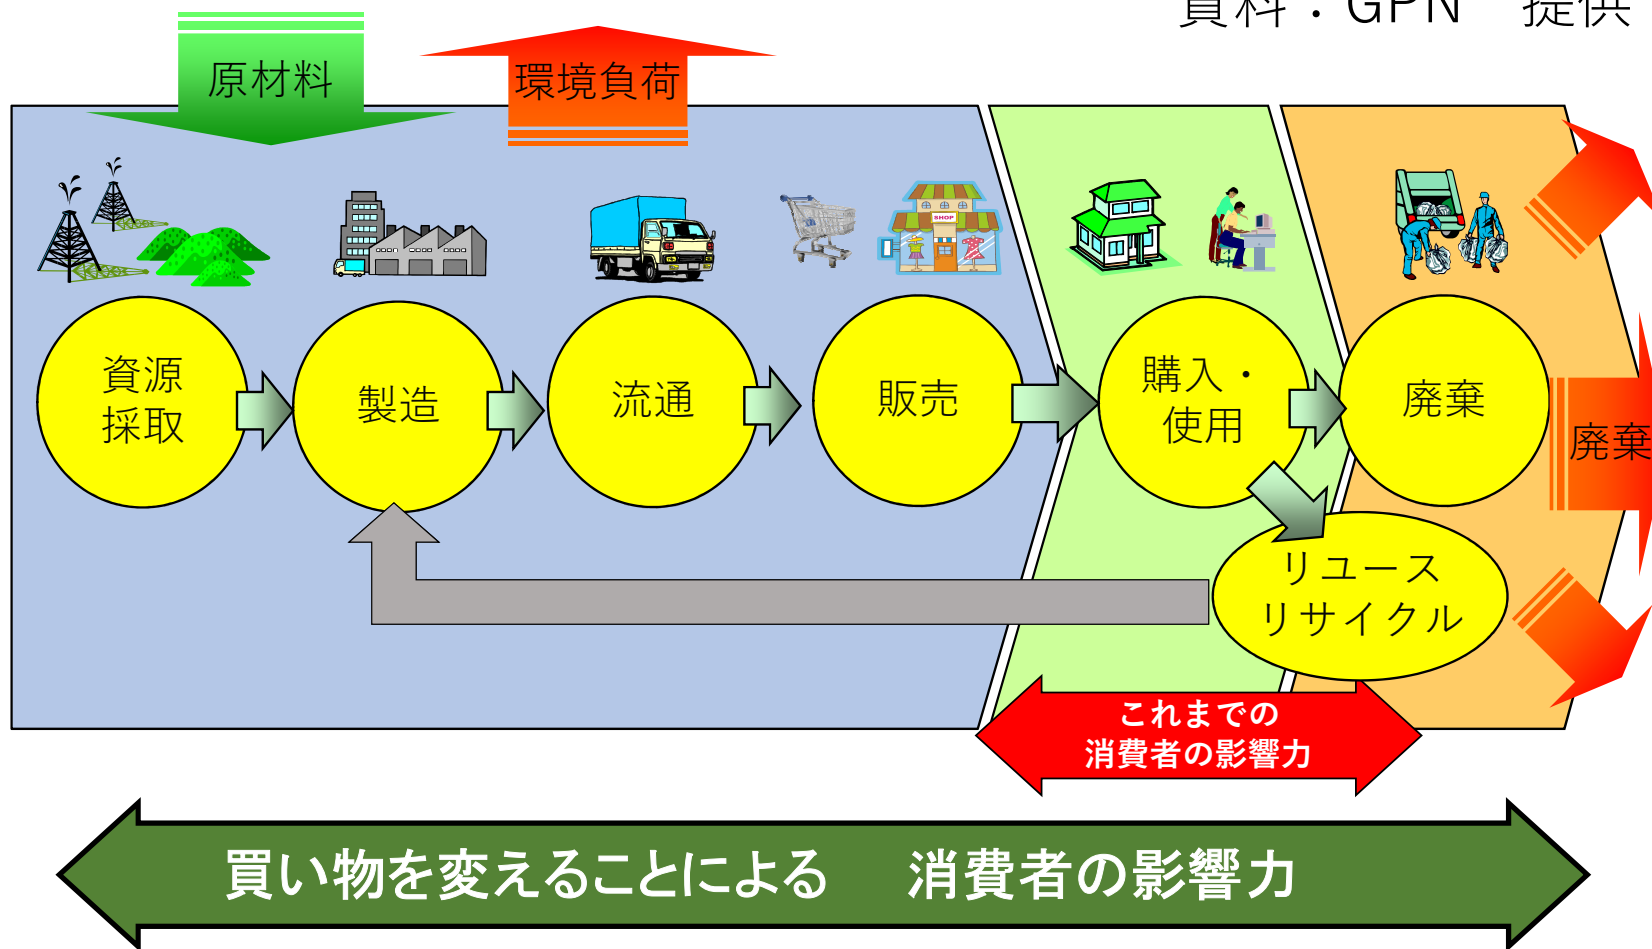 資料：GPN　提供
原材料
環境負荷
SHOP
資源
採取
製造
流通
販売
購入・
使用
廃棄
廃棄
リユース
リサイクル
これまでの
消費者の影響力
買い物を変えることによる　消費者の影響力